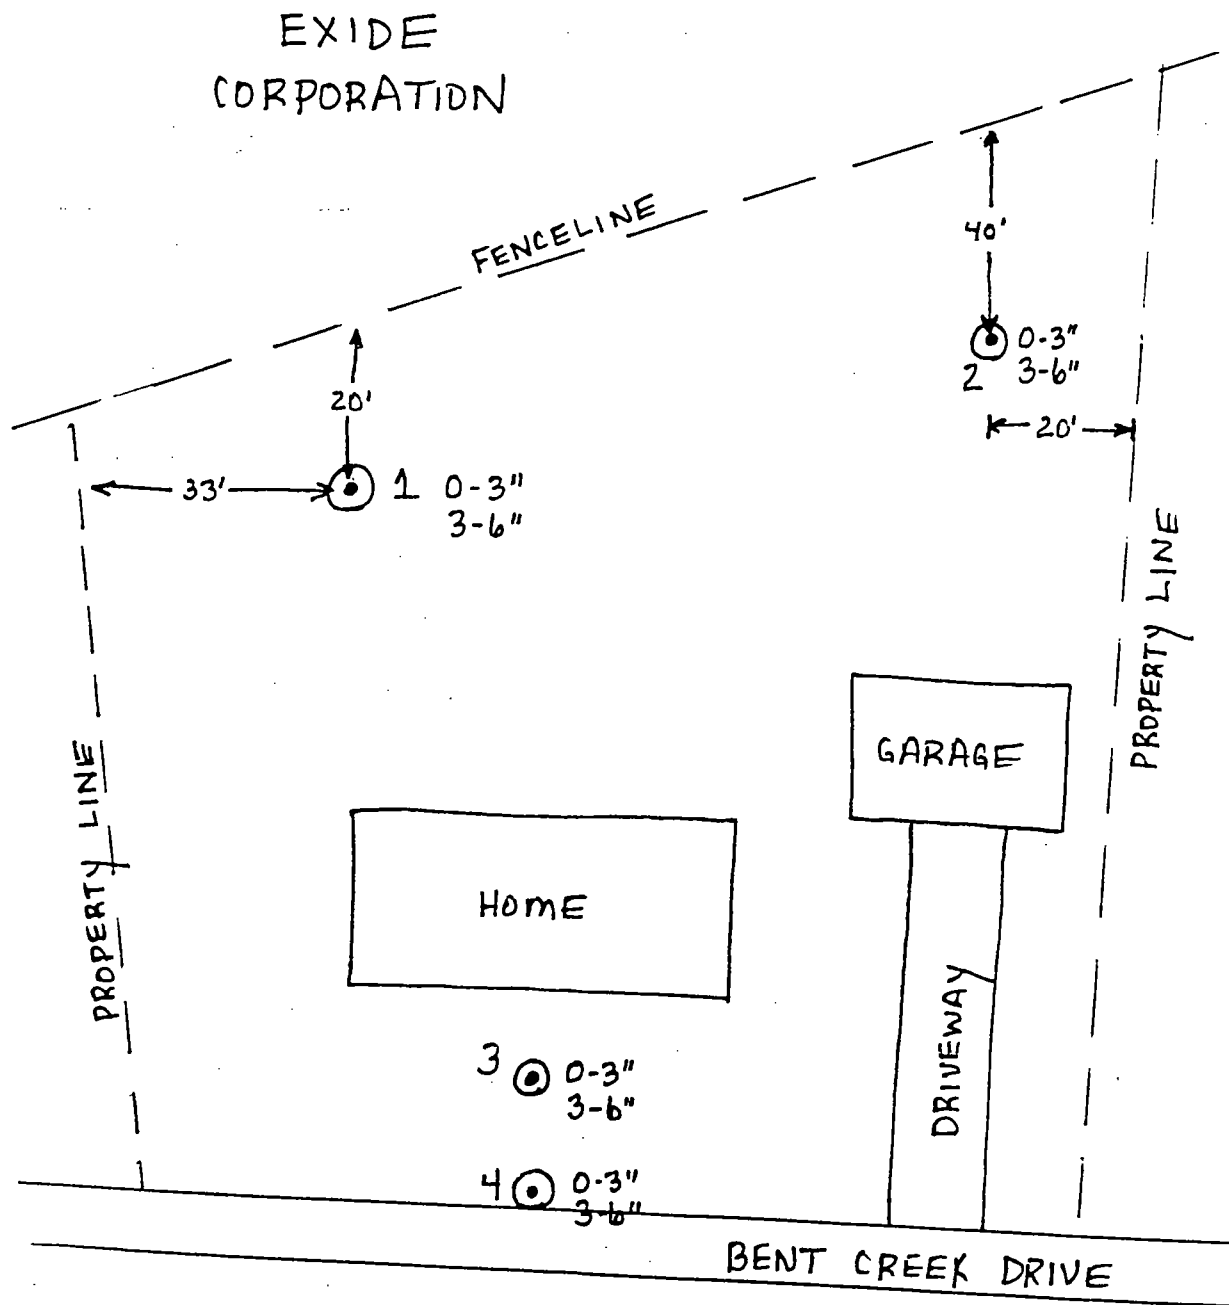 EXIDE
CORPORATION
FENCELINE
40'
0-3"
2 3-6"
20'
20'
33'
1 0-3"
3-6"
PROPERTY LINE
PROPERTY LINE
GARAGE
HOME
DRIVEWAY
3 0-3"
3-6"
4 0-3"
3-6"
BENT CREEK DRIVE